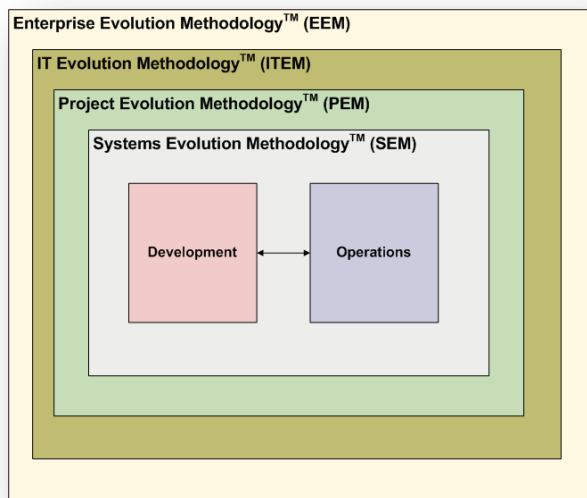 Enterprise Evolution Methodology™ (EEM)
IT Evolution Methodology™ (ITEM)
Project Evolution Methodology™ (PEM)
Systems Evolution Methodology™ (SEM)
Development
Operations